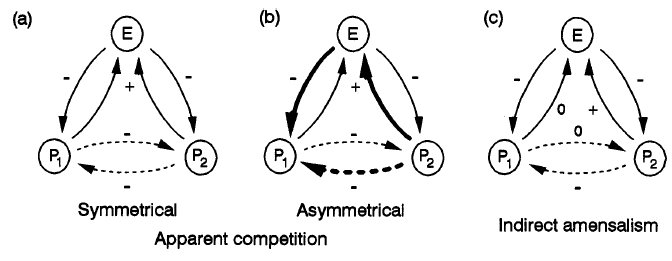 (a) (b) (c)
E E E
- - - - - -
+ + 0 +
- - 0
P1 P2 P1 P2 P1 P2
- - -
Symmetrical Asymmetrical
Apparent competition Indirect amensalism